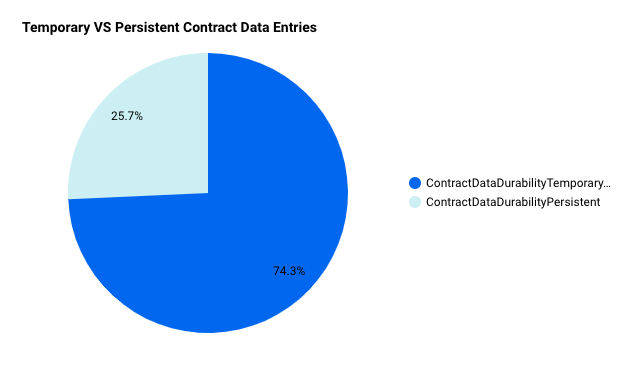 Temporary VS Persistent Contract Data Entries
25.7%
ContractDataDurabilityTemporary...
ContractDataDurabilityPersistent
74.3%